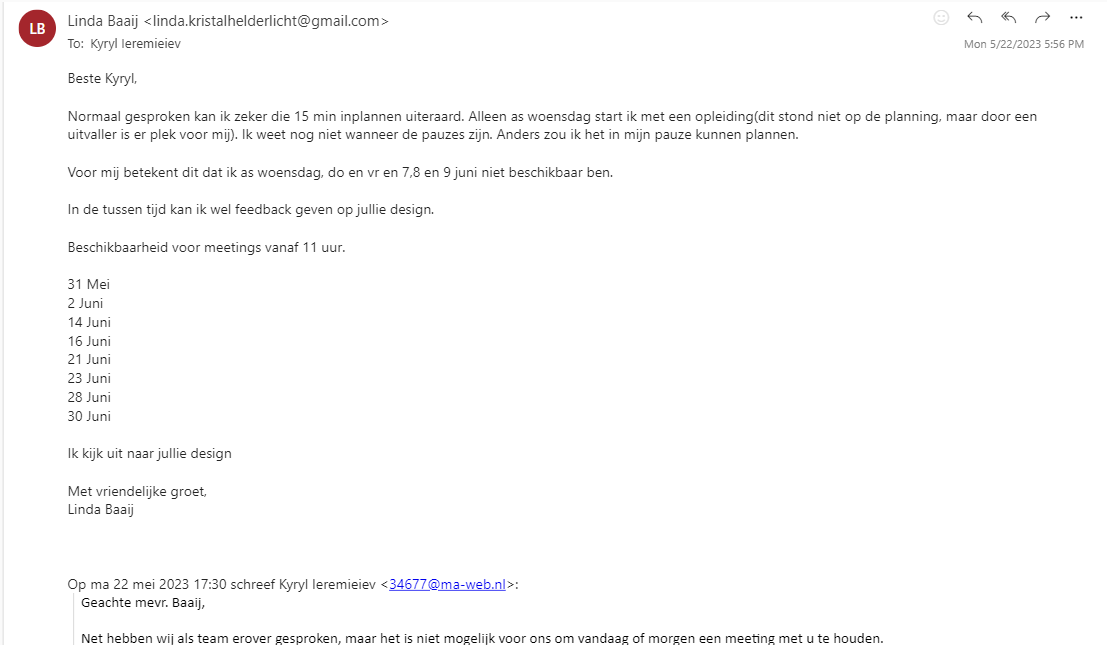 LB
Linda Baaij <linda.kristalhelderlicht@gmail.com>
To: Kyryl Ieremieiev
Mon 5/22/2023 5:56 PM
Beste Kyryl,
Normaal gesproken kan ik zeker die 15 min inplannen uiteraard. Alleen as woensdag start ik met een opleiding(dit stond niet op de planning, maar door een
uitvaller is er plek voor mij). Ik weet nog niet wanneer de pauzes zijn. Anders zou ik het in mijn pauze kunnen plannen.
Voor mij betekent dit dat ik as woensdag, do en vr en 7,8 en 9 juni niet beschikbaar ben.
In de tussen tijd kan ik wel feedback geven op jullie design.
Beschikbaarheid voor meetings vanaf 11 uur.
31 Mei
2 Juni
14 Juni
16 Juni
21 Juni
23 Juni
28 Juni
30 Juni
Ik kijk uit naar jullie design
Met vriendelijke groet,
Linda Baaij
Op ma 22 mei 2023 17:30 schreef Kyryl Ieremieiev <34677@ma-web.nl>:
Geachte mevr. Baaij,
Net hebben wij als team erover gesproken, maar het is niet mogelijk voor ons om vandaag of morgen een meeting met u te houden.